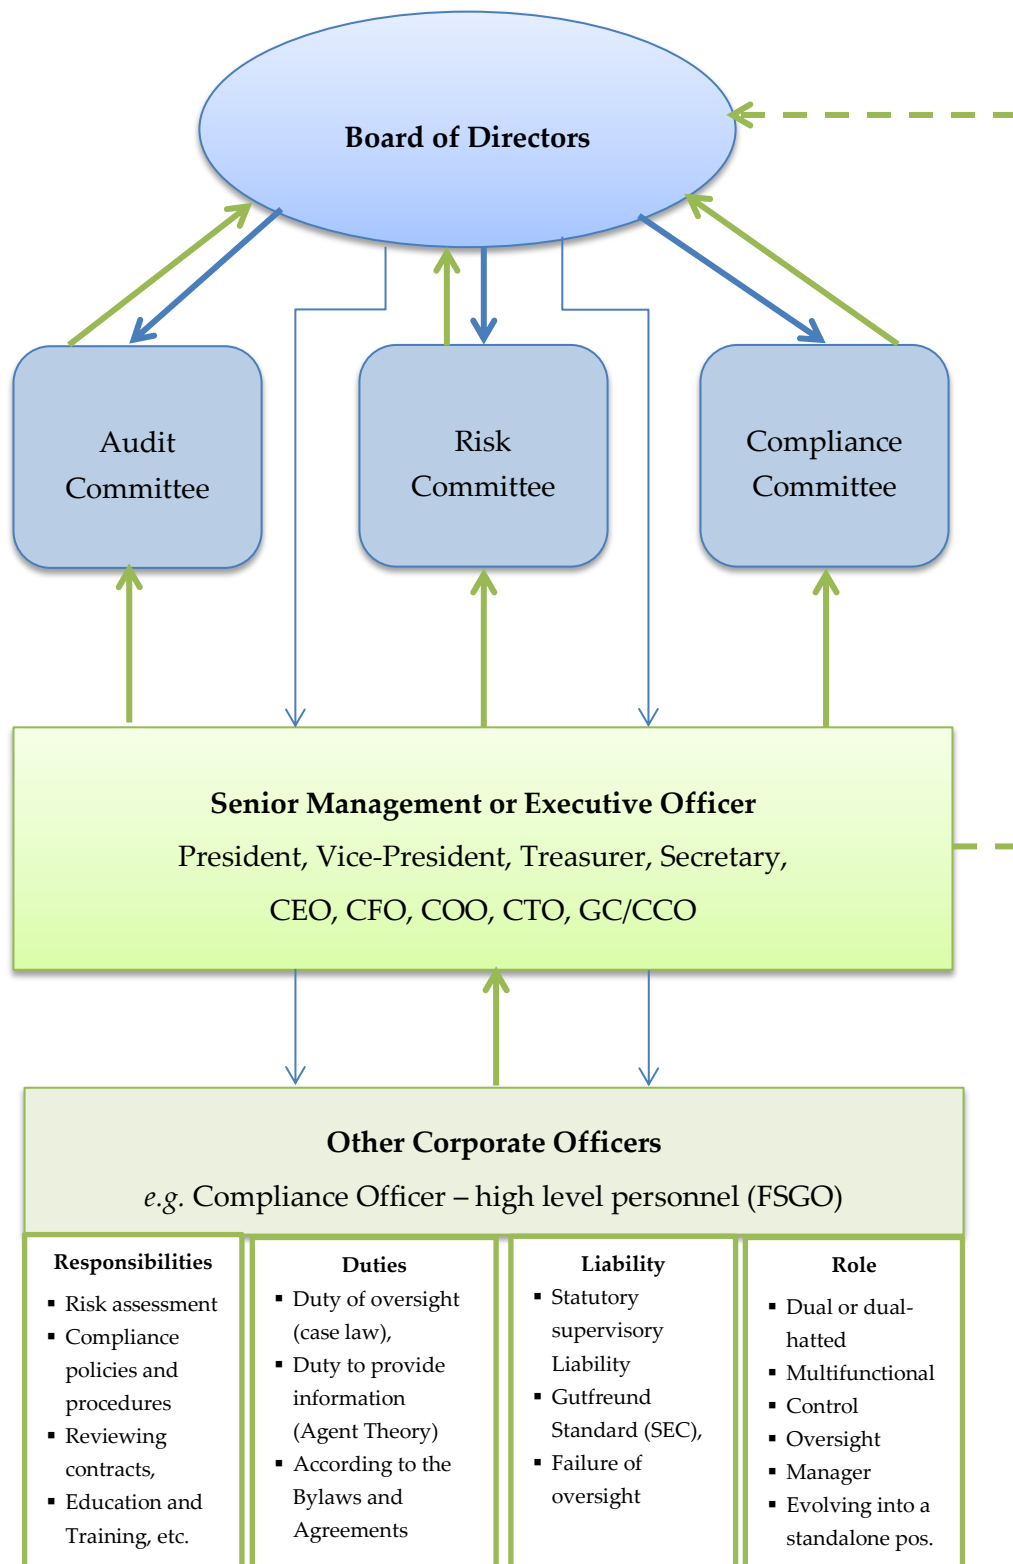 Board of Directors
Audit
Committee
Risk
Committee
Compliance
Committee
Senior Management or Executive Officer
President, Vice-President, Treasurer, Secretary,
CEO, CFO, COO, CTO, GC/CCO
Other Corporate Officers
e.g. Compliance Officer – high level personnel (FSGO)
Responsibilities
▪ Risk assessment
▪ Compliance
policies and
procedures
▪ Reviewing
contracts,
▪ Education and
Training, etc.
Duties
▪ Duty of oversight
(case law),
▪ Duty to provide
information
(Agent Theory)
▪ According to the
Bylaws and
Agreements
Liability
▪ Statutory
supervisory
Liability
▪ Gutfreund
Standard (SEC),
▪ Failure of
oversight
Role
▪ Dual or dual-
hatted
▪ Multifunctional
▪ Control
▪ Oversight
▪ Manager
▪ Evolving into a
standalone pos.